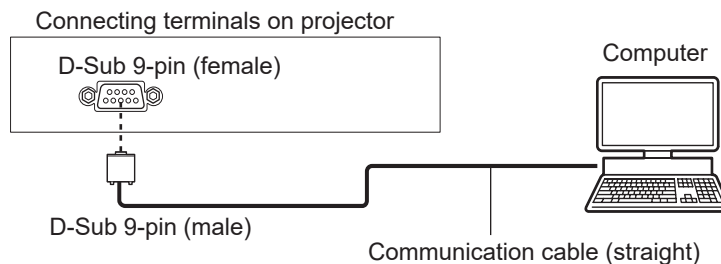 Connecting terminals on projector
D-Sub 9-pin (female)
Computer
D-Sub 9-pin (male)
Communication cable (straight)